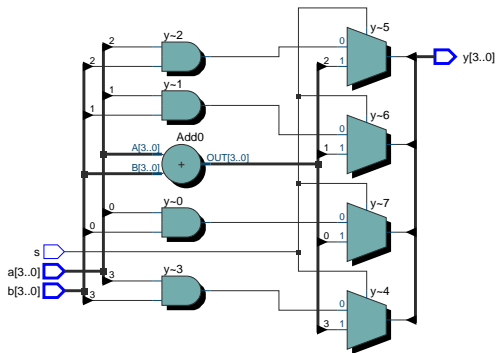 y~5
y~2
2
0
y[3..0]
2
2
1
y~1
1
y~6
1
0
Add0
A[3..0]
OUT[3..0]
1
1
+
B[3..0]
y~7
y~0
0
0
0
0
1
s
a[3..0]
y~3
y~4
3
b[3..0]
3
0
3
1